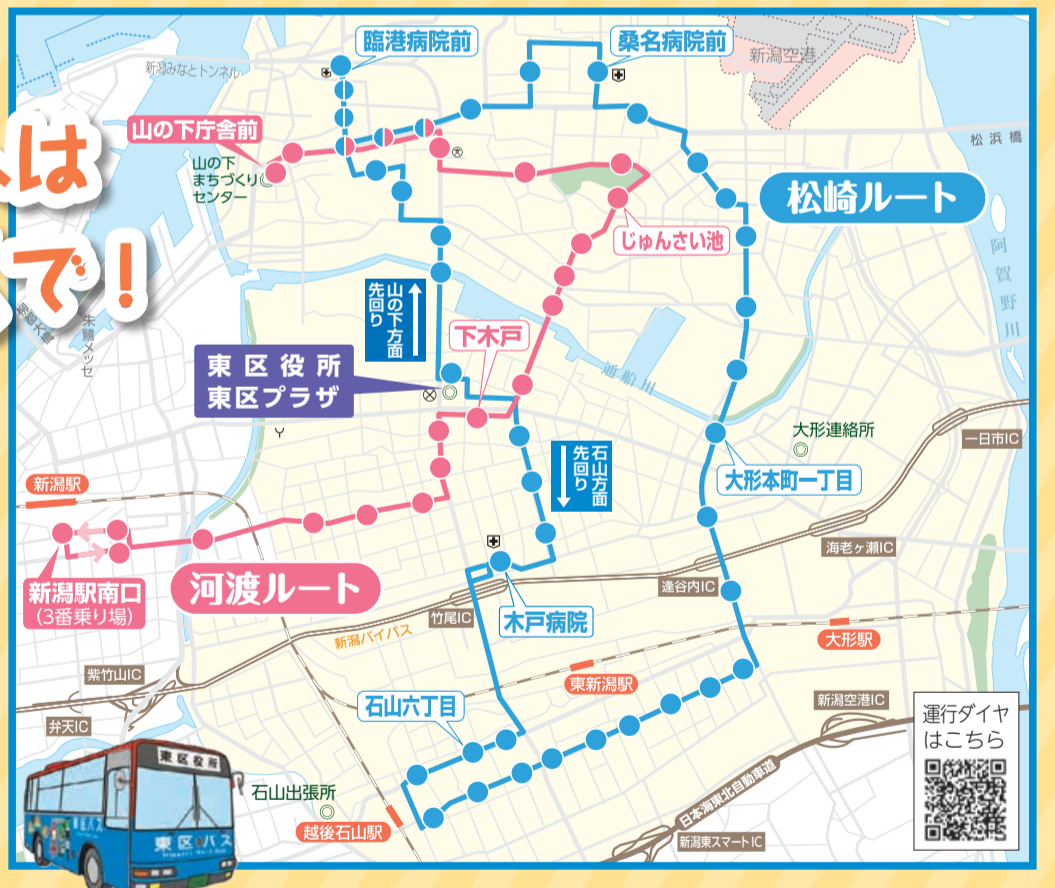 臨港病院前
桑名病院前
新潟空港
新潟みなとトンネル
山の下庁舎前
松浜橋
は
山の下
まちづくり
センター
松崎ルート
じゅんさい池
で!
阿賀野川
山の下方面
先回り
朱鷺メッセ
下木戸
通船川
東区役所
東区プラザ
大形連絡所
一日市IC
石山方面
先回り
大形本町一丁目
新潟駅
海老ヶ瀬IC
新潟駅南口
(3番乗り場)
河渡ルート
逢谷内IC
竹尾IC
木戸病院
新潟バイパス
大形駅
紫竹山IC
東新潟駅
石山六丁目
新潟空港IC
弁天IC
運行ダイヤ
はこちら
東区役所
石山出張所
日本海東北自動車道
越後石山駅
新潟東スマートIC
東区バス